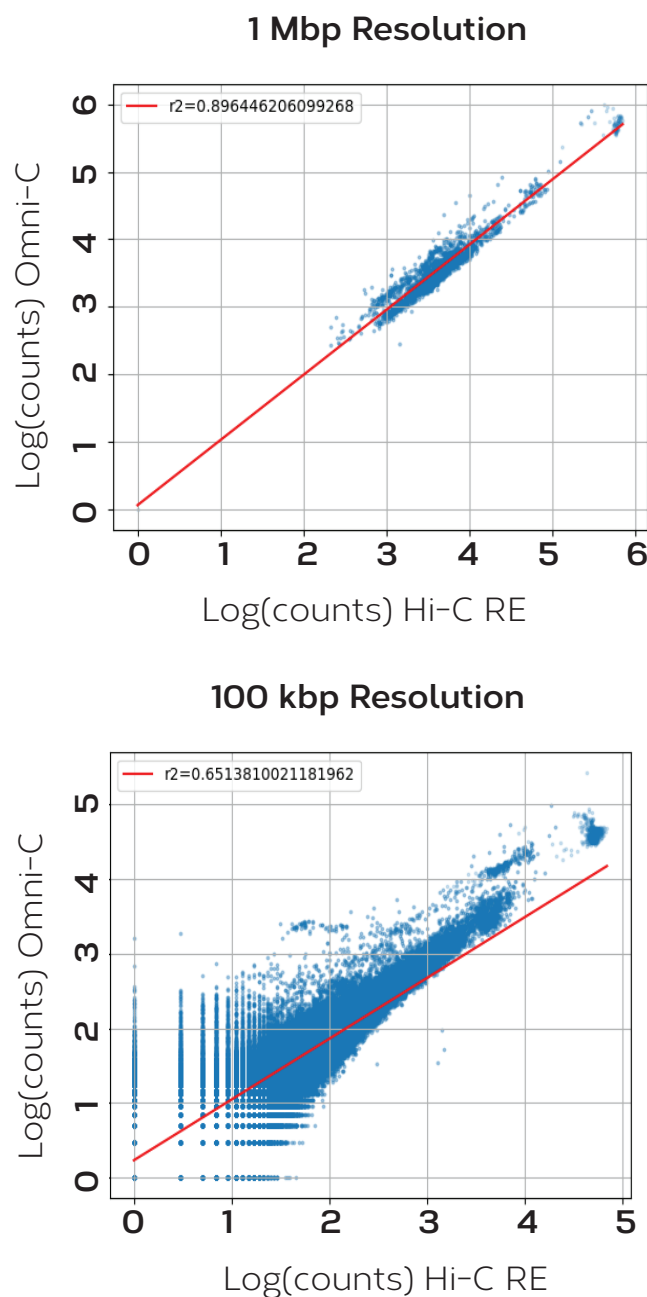 1 Mbp Resolution
r2=0.896446206099268
6
5
4
3
2
1
0
Log(counts) Omni-C
0 1 2 3 4 5 6
Log(counts) Hi-C RE
100 kbp Resolution
r2=0.6513810021181962
5
4
3
2
1
0
Log(counts) Omni-C
0 1 2 3 4 5
Log(counts) Hi-C RE